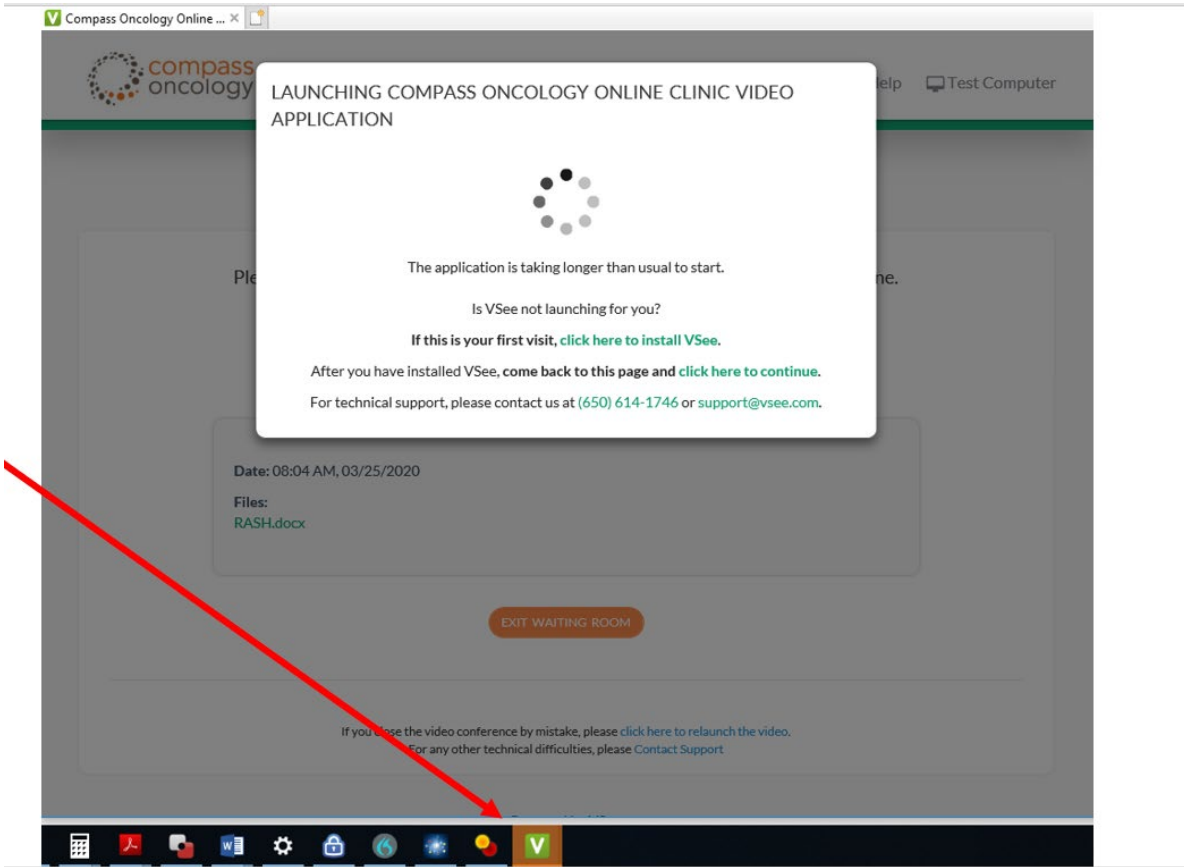 Compass Oncology Online ...
compass
oncology
Help
Test Computer
LAUNCHING COMPASS ONCOLOGY ONLINE CLINIC VIDEO
APPLICATION
The application is taking longer than usual to start.
Is VSee not launching for you?
If this is your first visit, click here to install VSee.
After you have installed VSee, come back to this page and click here to continue.
For technical support, please contact us at (650) 614-1746 or support@vsee.com.
Date: 08:04 AM, 03/25/2020
Files:
RASH.docx
EXIT WAITING ROOM
If you close the video conference by mistake, please click here to relaunch the video.
For any other technical difficulties, please Contact Support